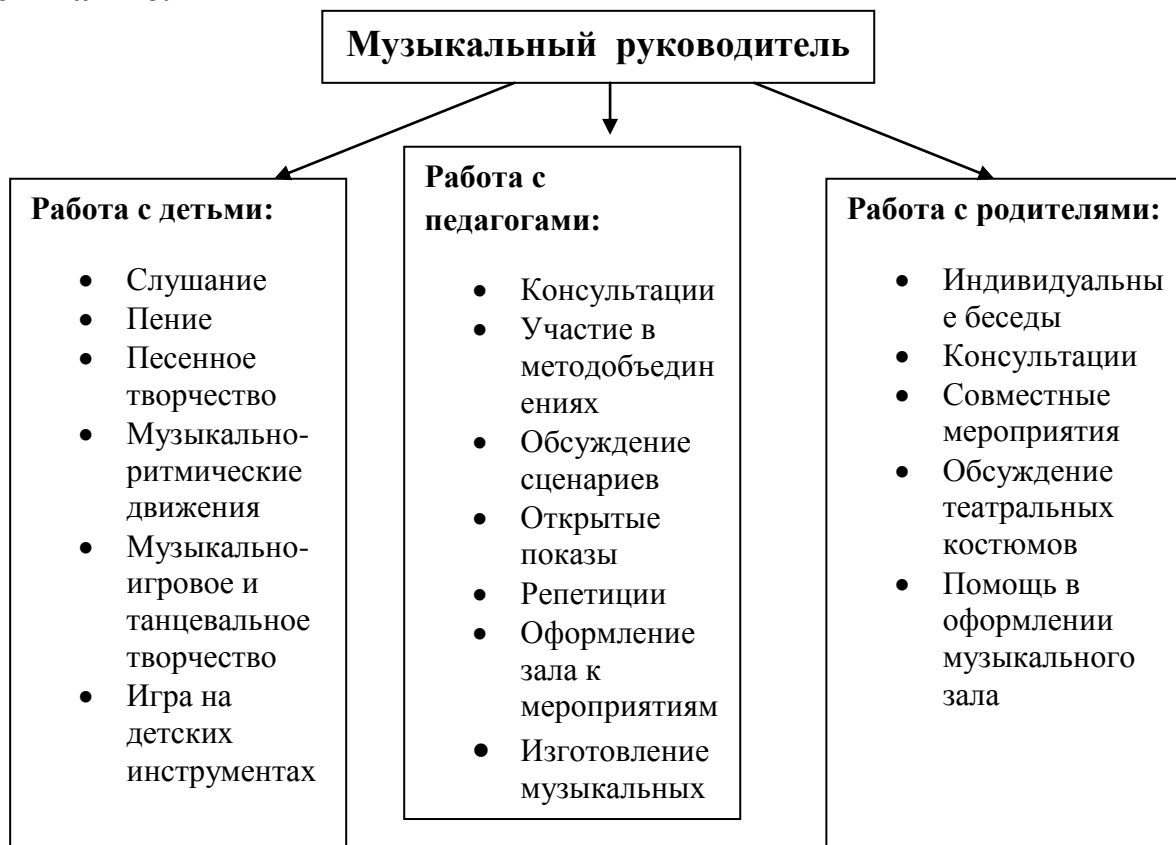 Музыкальный руководитель
Работа с детьми:
• Слушание
• Пение
• Песенное
творчество
• Музыкально-
ритмические
движения
• Музыкально-
игровое и
танцевальное
творчество
• Игра на
детских
инструментах
Работа с
педагогами:
• Консультации
• Участие в
методобъедин
ениях
• Обсуждение
сценариев
• Открытые
показы
• Репетиции
• Оформление
зала к
мероприятиям
• Изготовление
музыкальных
Работа с родителями:
• Индивидуальны
е беседы
• Консультации
• Совместные
мероприятия
• Обсуждение
театральных
костюмов
• Помощь в
оформлении
музыкального
зала